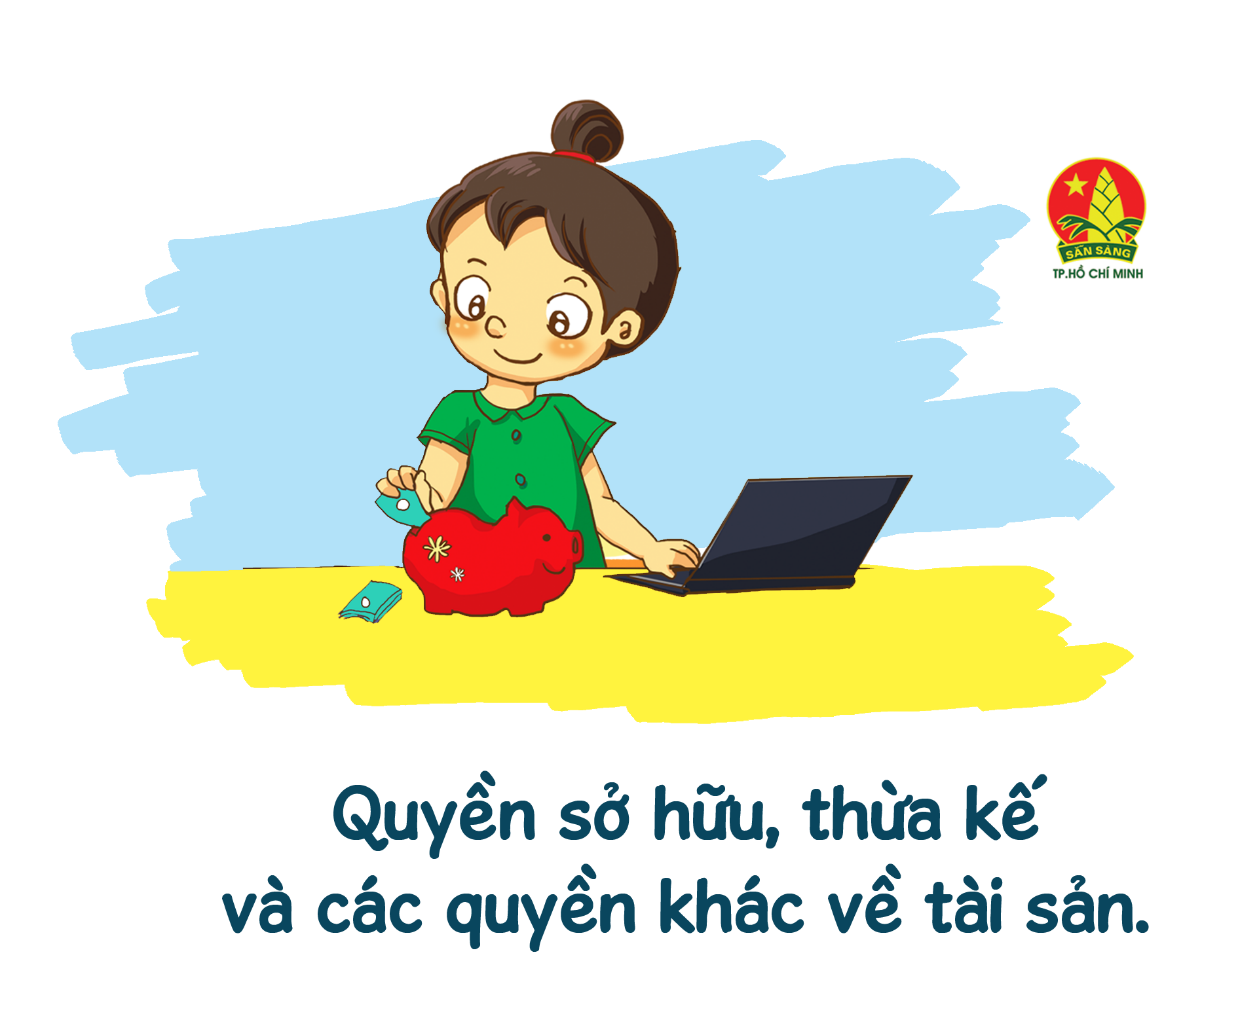 SẴN SÀNG
TP.HỒ CHÍ MINH
Quyền sở hữu, thừa kế
và các quyền khác về tài sản.